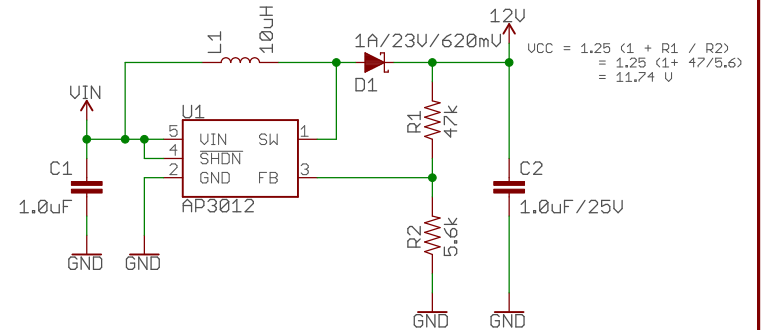 12V
10uH
L1
1A/23V/620mV
VCC = 1.25 (1 + R1 / R2)
= 1.25 (1+ 47/5.6)
= 11.74 V
D1
VIN
U1
5 VIN SW 1
4 SHDN
2 GND FB 3
AP3012
R1
47k
C1
1.0uF
C2
1.0uF/25V
R2
5.6k
GND
GND
GND
GND